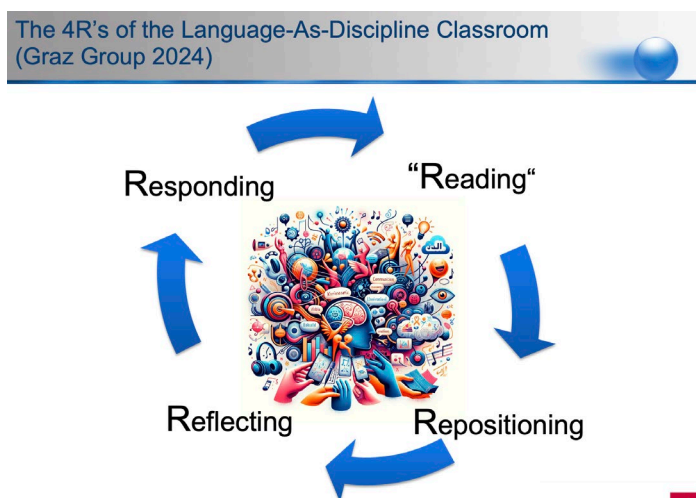 The 4R's of the Language-As-Discipline Classroom
(Graz Group 2024)
Responding
“Reading“
Reflecting
Repositioning